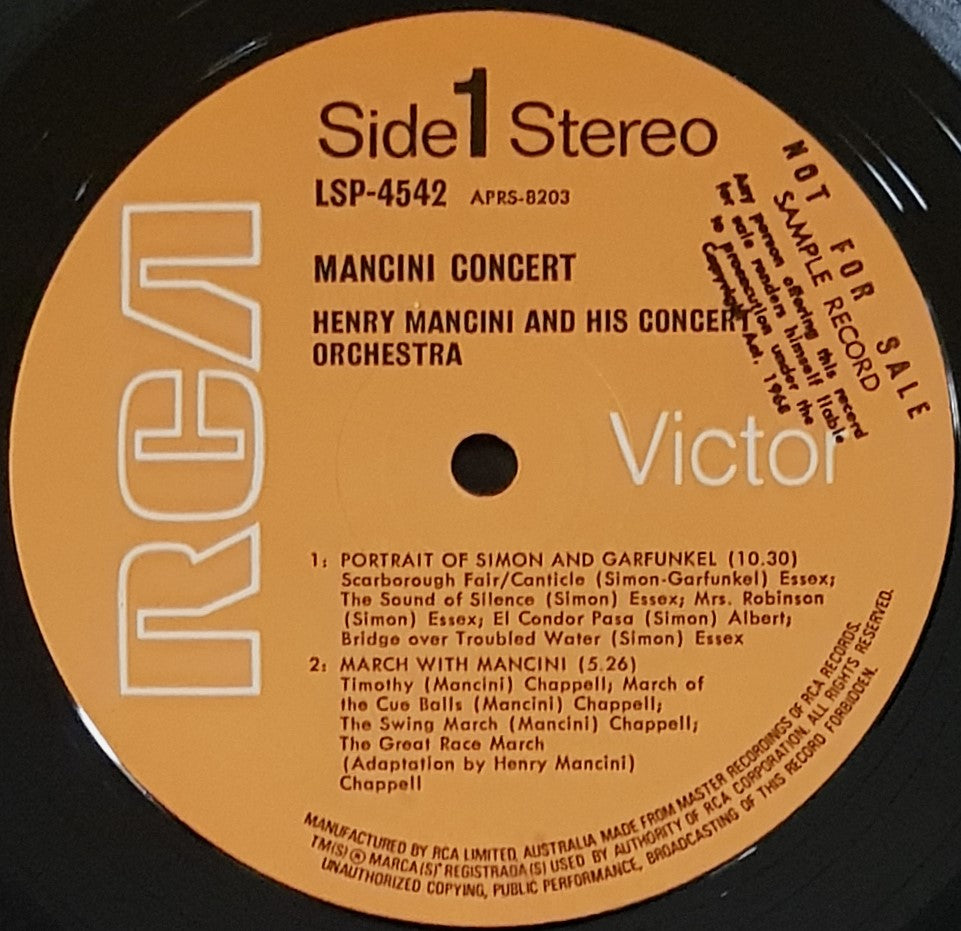 Side 1 Stereo
LSP-4542 APRS-8203
MANCINI CONCERT
HENRY MANCINI AND HIS CONCERT
ORCHESTRA
RCA
Victor
NOT FOR SALE
SAMPLE RECORD
Any person offering this record
for sale renders himself liable
to prosecution under the
Copyright Act, 1968
1: PORTRAIT OF SIMON AND GARFUNKEL (10.30)
Scarborough Fair/Canticle (Simon-Garfunkel) Essex;
The Sound of Silence (Simon) Essex; Mrs. Robinson
(Simon) Essex; El Condor Pasa (Simon) Albert;
Bridge over Troubled Water (Simon) Essex
2: MARCH WITH MANCINI (5.26)
Timothy (Mancini) Chappell; March of
the Cue Balls (Mancini) Chappell;
The Swing March (Mancini) Chappell;
The Great Race March
(Adaptation by Henry Mancini)
Chappell
MANUFACTURED BY RCA LIMITED, AUSTRALIA MADE FROM MASTER RECORDINGS OF RCA RECORDS.
TM(S) ® MARCA(S) REGISTRADA(S) USED BY AUTHORITY OF RCA CORPORATION. ALL RIGHTS RESERVED.
UNAUTHORIZED COPYING, PUBLIC PERFORMANCE, BROADCASTING OF THIS RECORD FORBIDDEN.